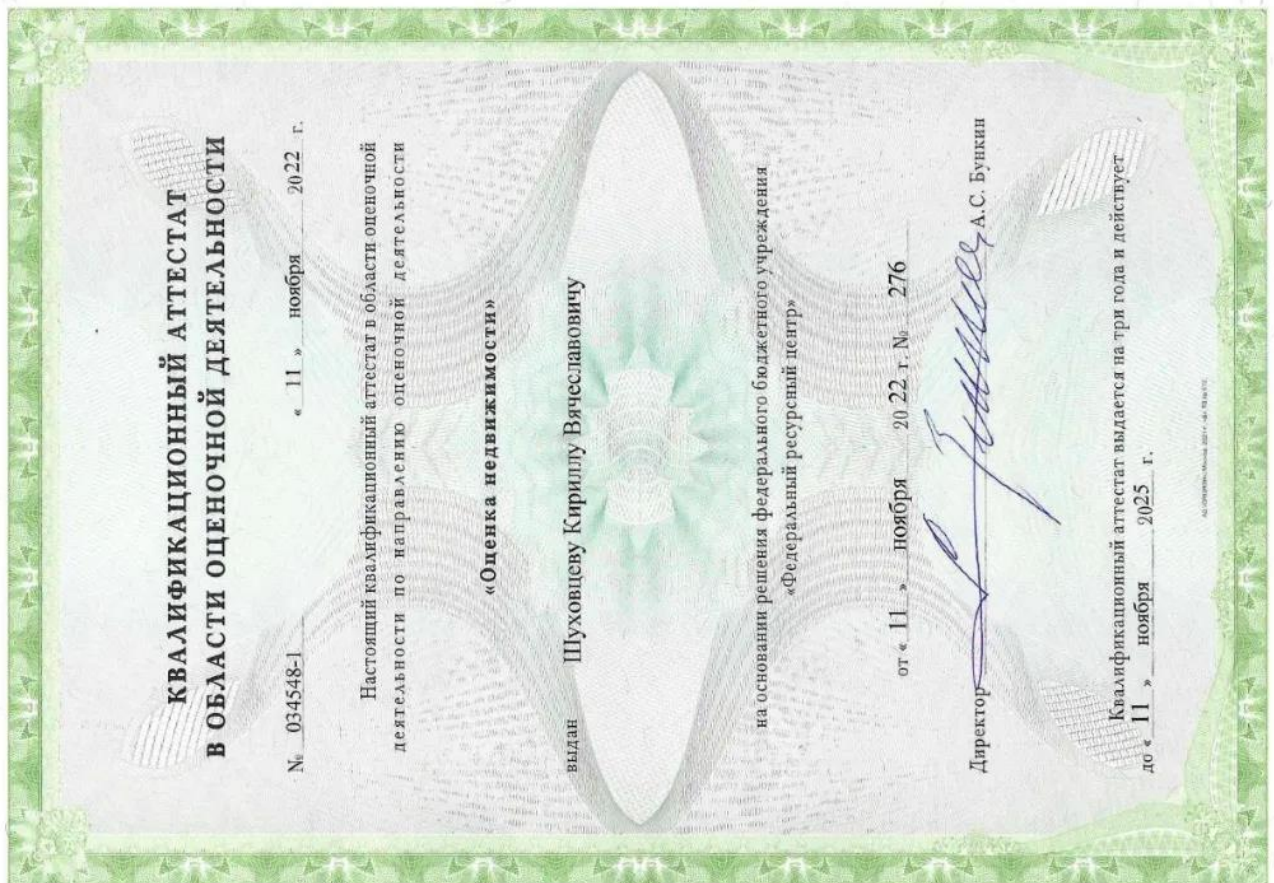 КВАЛИФИКАЦИОННЫЙ АТТЕСТАТ
В ОБЛАСТИ ОЦЕНОЧНОЙ ДЕЯТЕЛЬНОСТИ
№ 034548-1 « 11 » ноября 2022 г.
Настоящий квалификационный аттестат в области оценочной
деятельности по направлению оценочной деятельности
«Оценка недвижимости»
выдан Шуховцеву Кириллу Вячеславовичу
на основании решения федерального бюджетного учреждения
«Федеральный ресурсный центр»
от « 11 » ноября 20 22 г. № 276
Директор А.С. Бункин
Квалификационный аттестат выдается на три года и действует
до « 11 » ноября 2025 г.